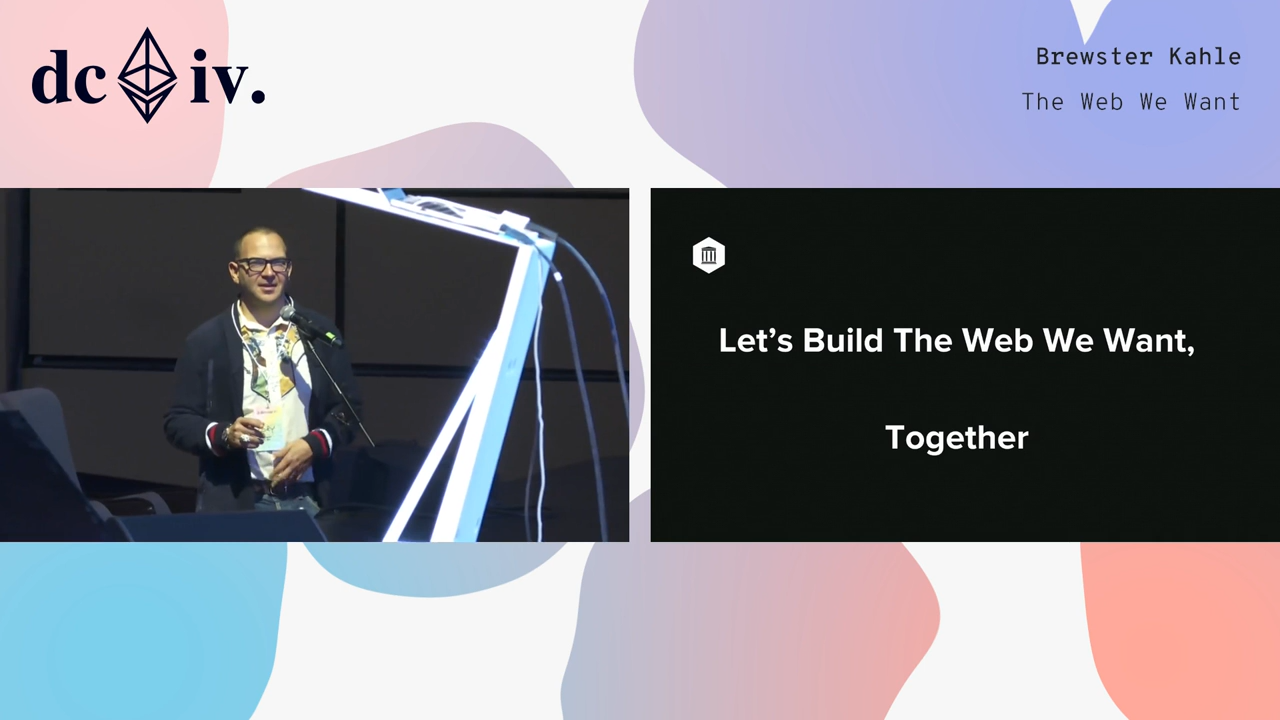 dc iv.
Brewster Kahle
The Web We Want
Let's Build The Web We Want,
Together